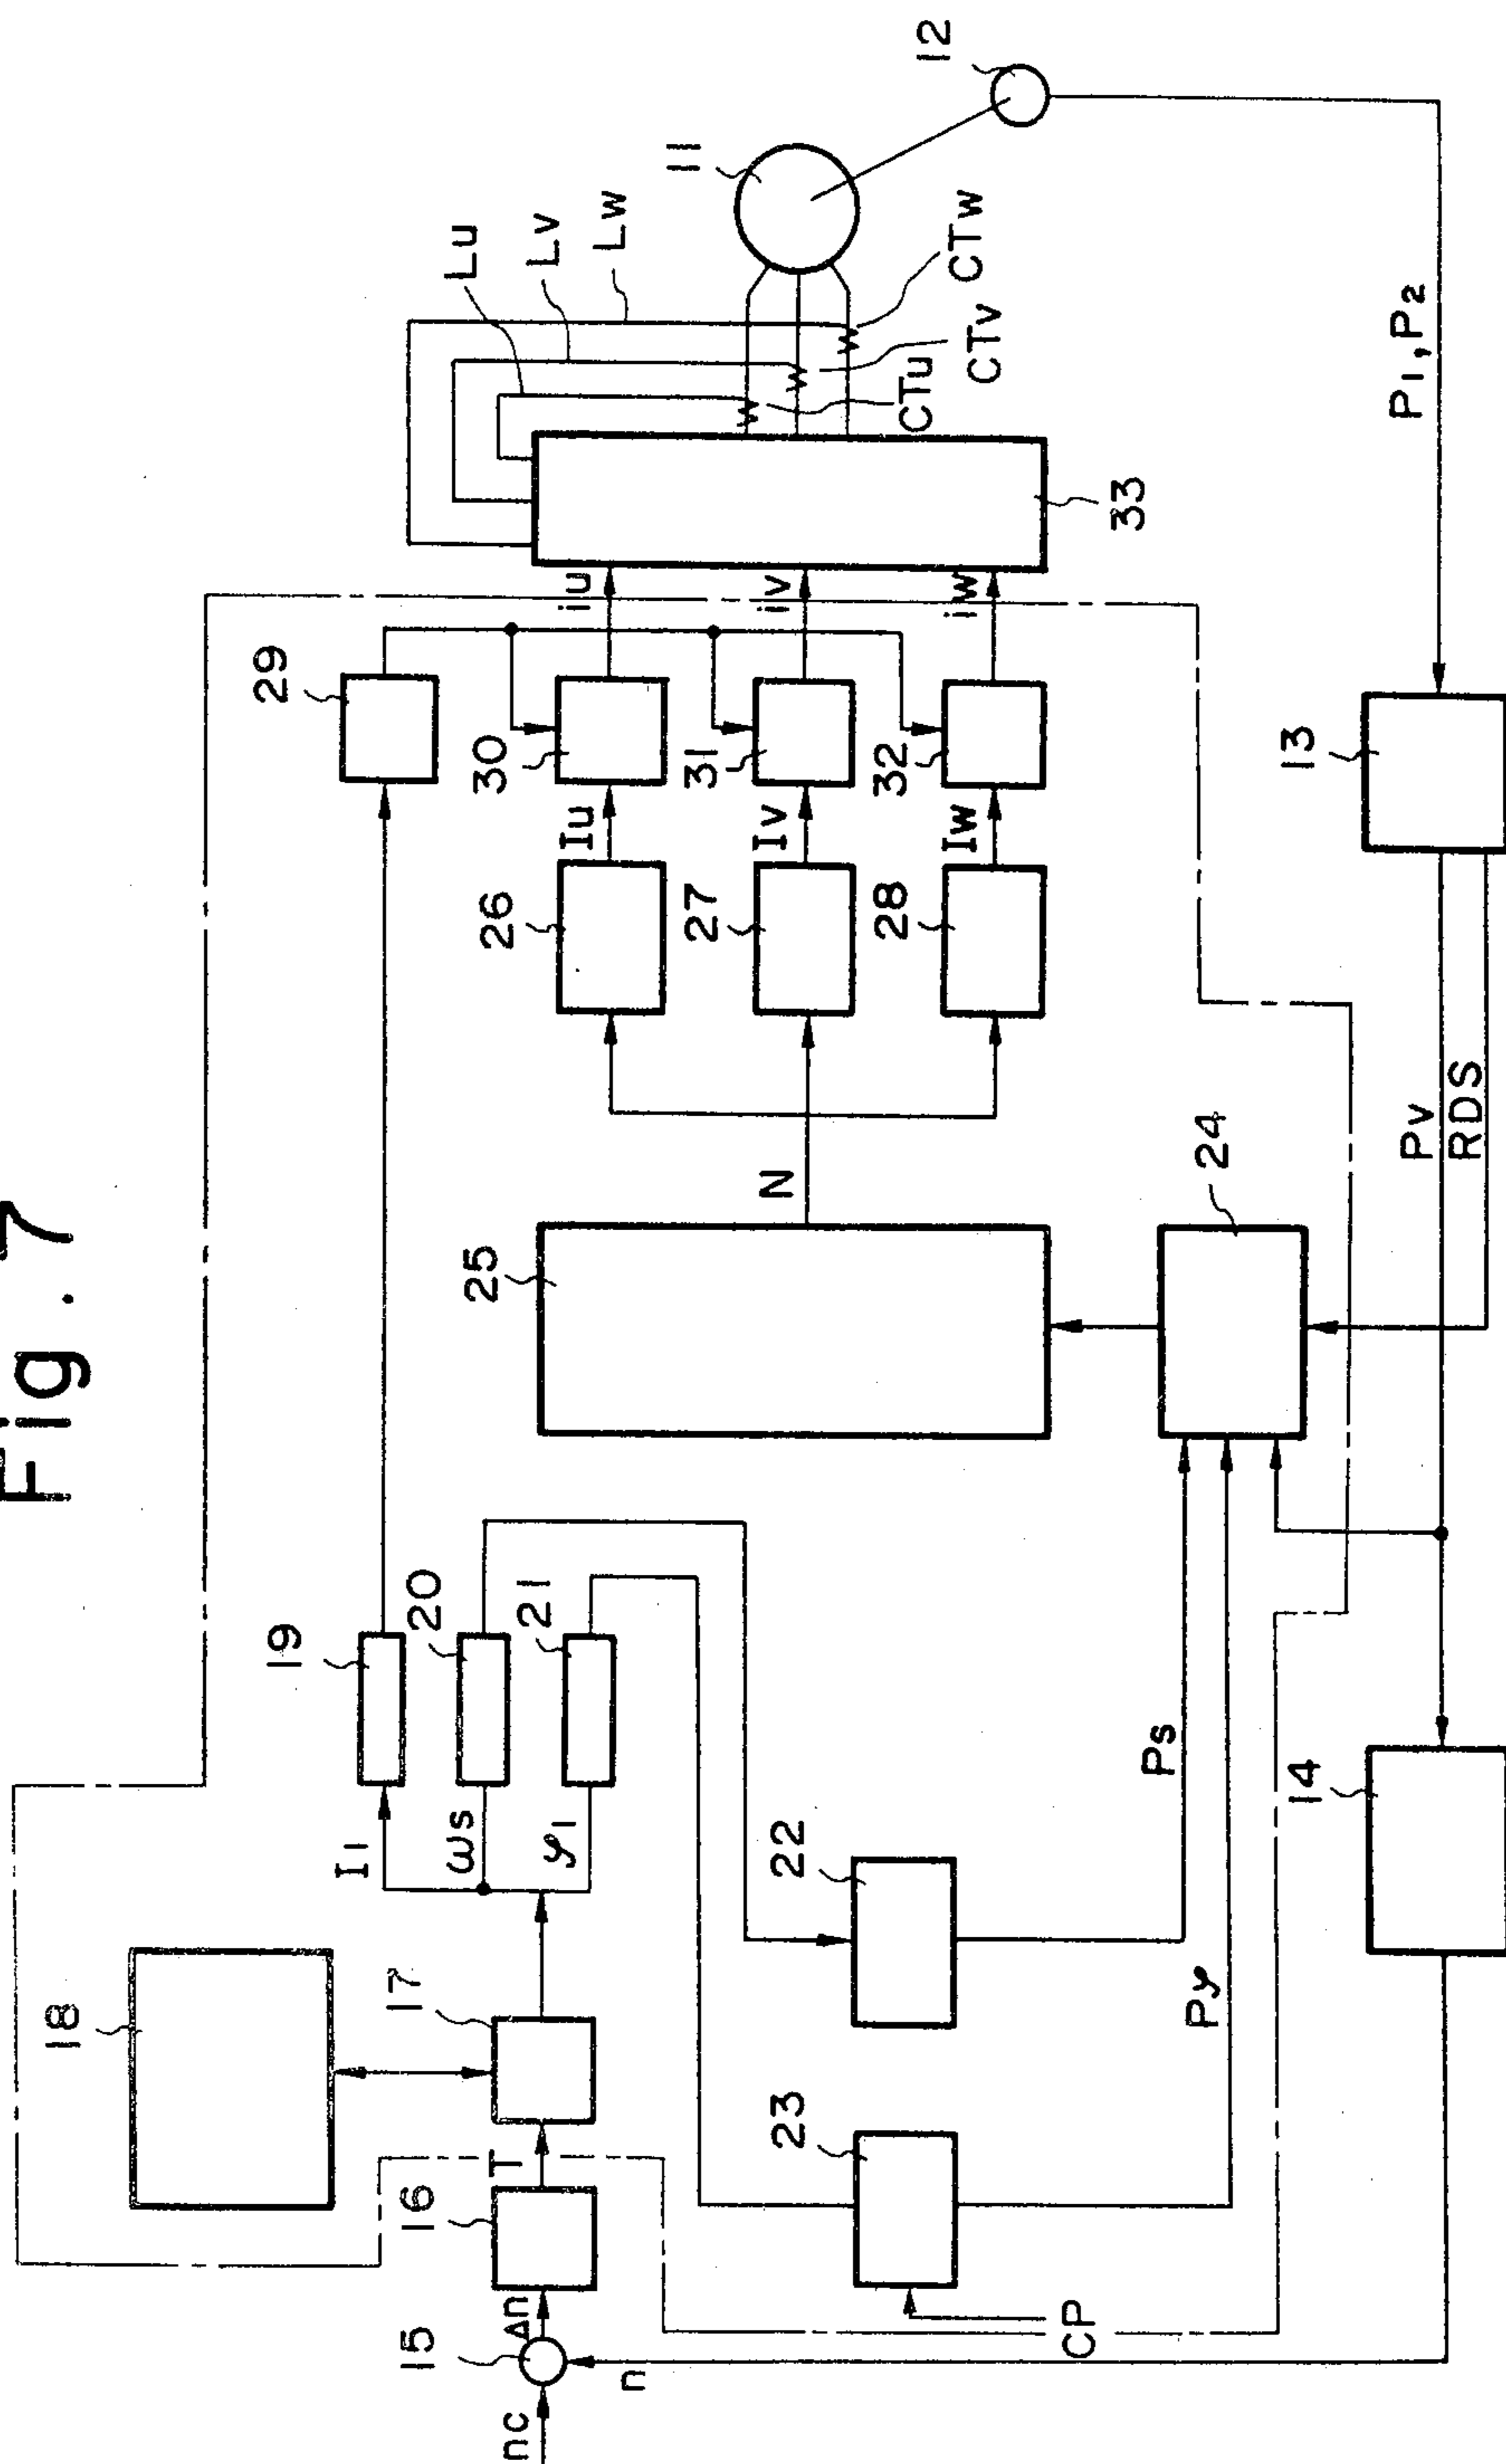 Fig. 7
18
19
29
I1
20
ωs
21
φ1
17
16
T
15
Δn
nc
n
25
N
26
27
28
Iu
Iv
Iw
30
31
32
iu
iv
iw
33
Lu
Lv
Lw
CTu
CTv
CTw
11
12
22
23
CP
Ps
Pφ
24
Pv
RDS
13
14
P1,P2